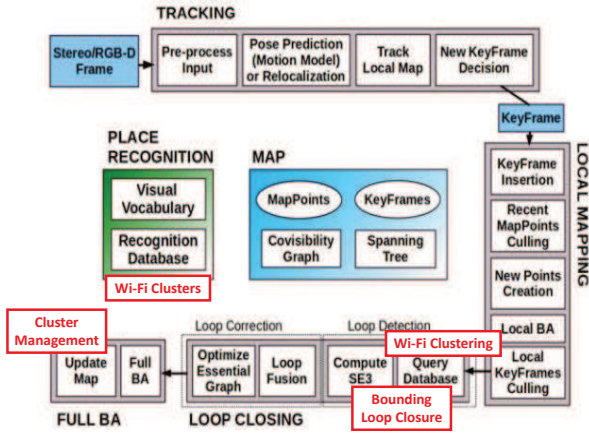 TRACKING
Stereo/RGB-D
Frame
Pre-process
Input
Pose Prediction
(Motion Model)
or Relocalization
Track
Local Map
New KeyFrame
Decision
KeyFrame
PLACE
RECOGNITION
Visual
Vocabulary
Recognition
Database
Wi-Fi Clusters
MAP
MapPoints
KeyFrames
Covisibility
Graph
Spanning
Tree
LOCAL MAPPING
KeyFrame
Insertion
Recent
MapPoints
Culling
New Points
Creation
Local BA
Local
KeyFrames
Culling
Cluster
Management
Update
Map
Full
BA
FULL BA
Loop Correction
Optimize
Essential
Graph
Loop
Fusion
Loop Detection
Wi-Fi Clustering
Compute
SE3
Query
Database
Bounding
Loop Closure
LOOP CLOSING